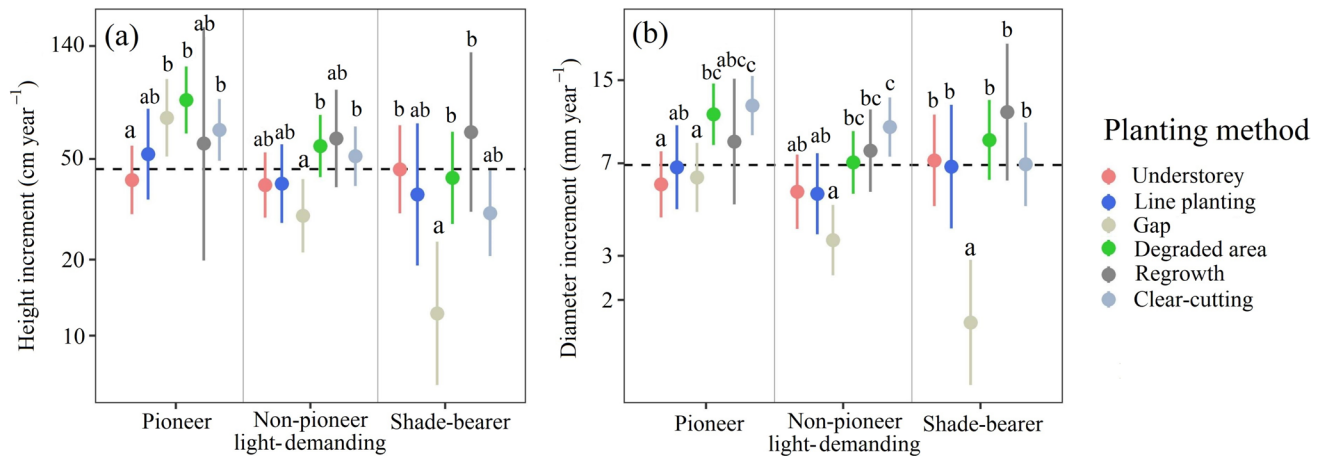 (a)
Height increment (cm year⁻¹)
140
50
20
10
a ab b b ab b
ab ab a b ab b
b ab a b b ab
Pioneer
Non-pioneer
light-demanding
Shade-bearer
(b)
Diameter increment (mm year⁻¹)
15
7
3
2
a ab a bc abc c
ab ab a bc bc c
b b a b b b
Pioneer
Non-pioneer
light-demanding
Shade-bearer
Planting method
Understorey
Line planting
Gap
Degraded area
Regrowth
Clear-cutting